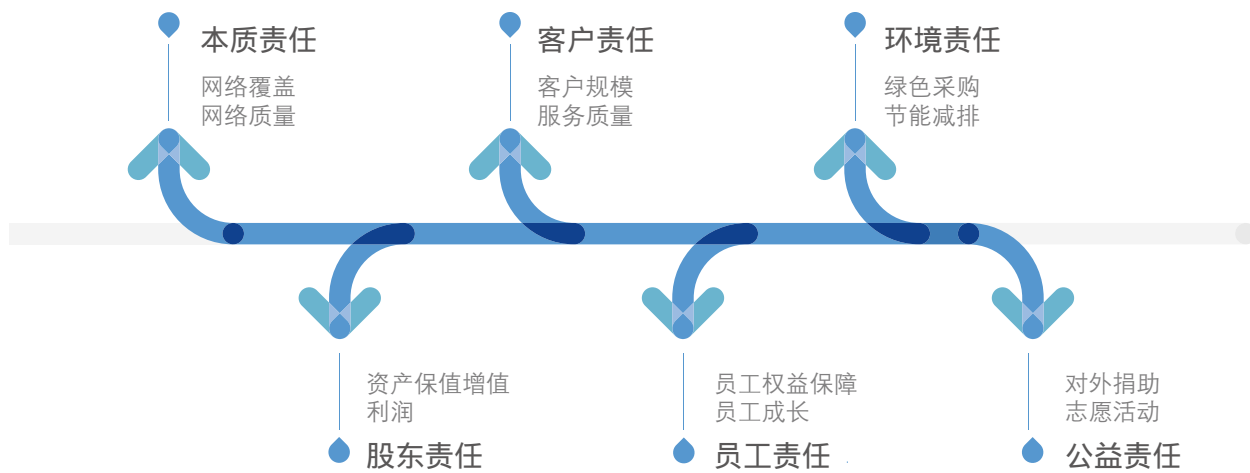 本质责任
网络覆盖
网络质量
客户责任
客户规模
服务质量
环境责任
绿色采购
节能减排
资产保值增值
利润
股东责任
员工权益保障
员工成长
员工责任
对外捐助
志愿活动
公益责任